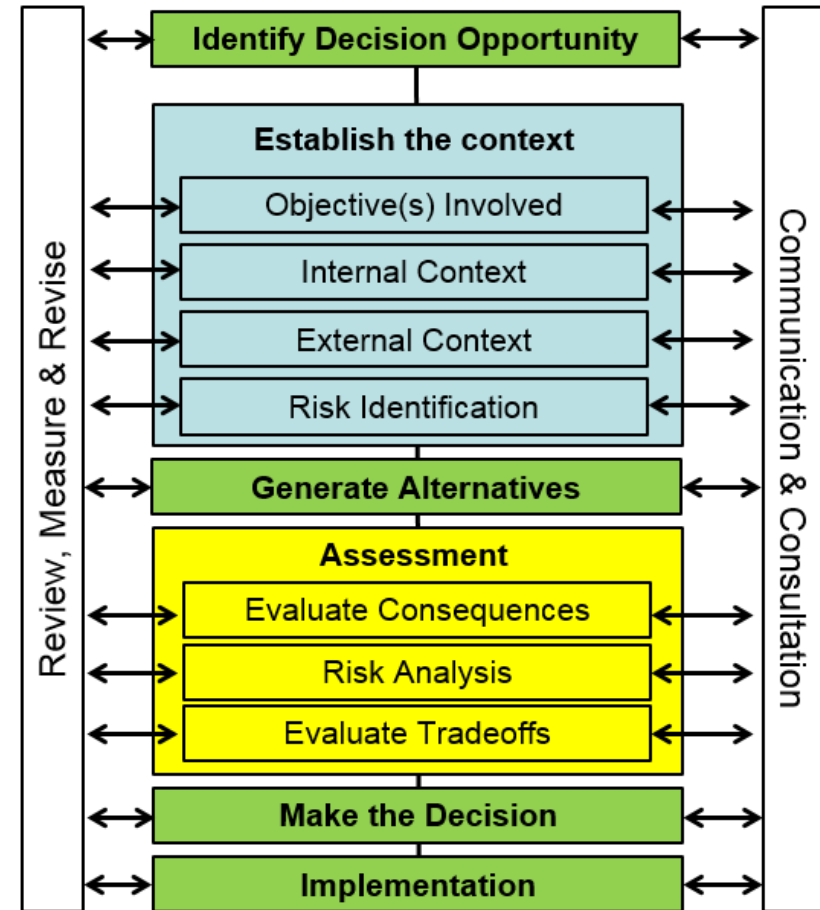 Identify Decision Opportunity
Establish the context
Objective(s) Involved
Internal Context
External Context
Risk Identification
Generate Alternatives
Assessment
Evaluate Consequences
Risk Analysis
Evaluate Tradeoffs
Make the Decision
Implementation
Review, Measure & Revise
Communication & Consultation